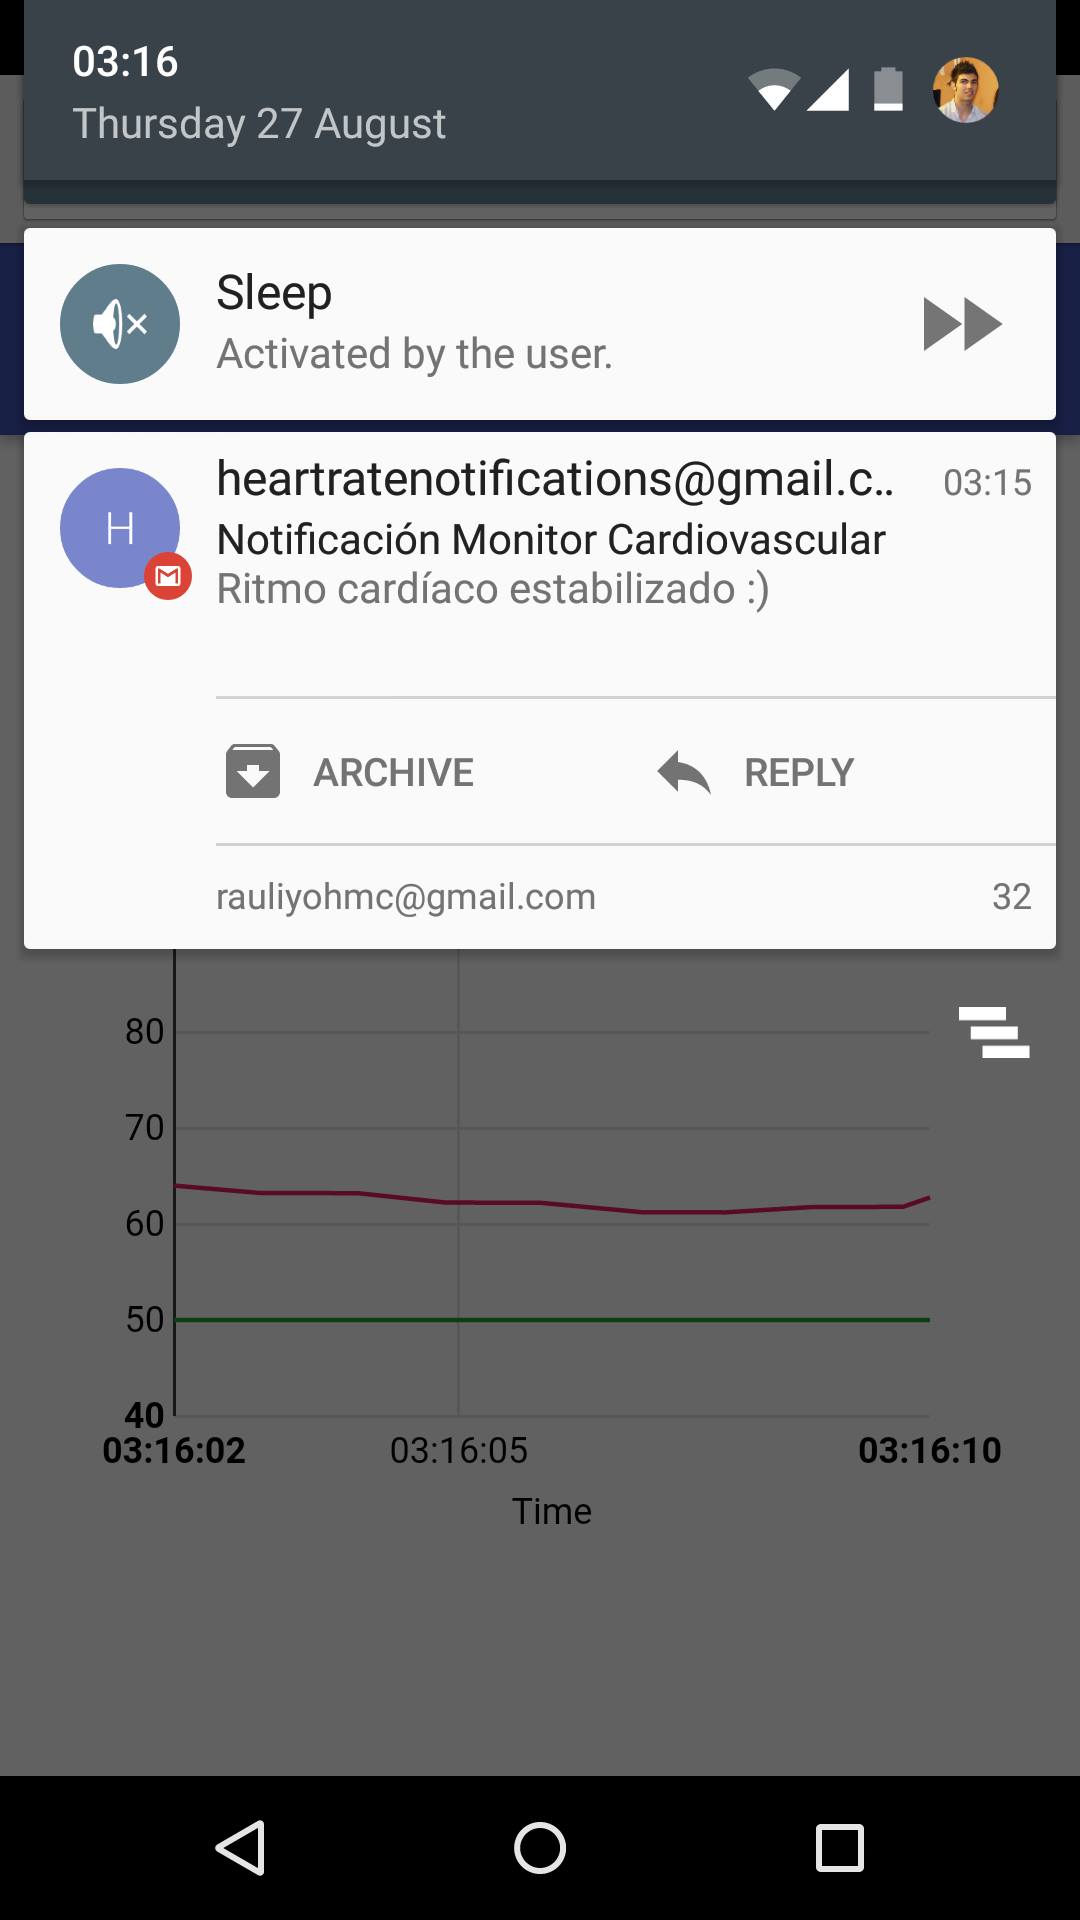 03:16
Thursday 27 August
Sleep
Activated by the user.
heartratenotifications@gmail.c..
03:15
Notificación Monitor Cardiovascular
Ritmo cardíaco estabilizado :)
ARCHIVE
REPLY
rauliyohmc@gmail.com
32
H
80
70
60
50
40
03:16:02
03:16:05
03:16:10
Time